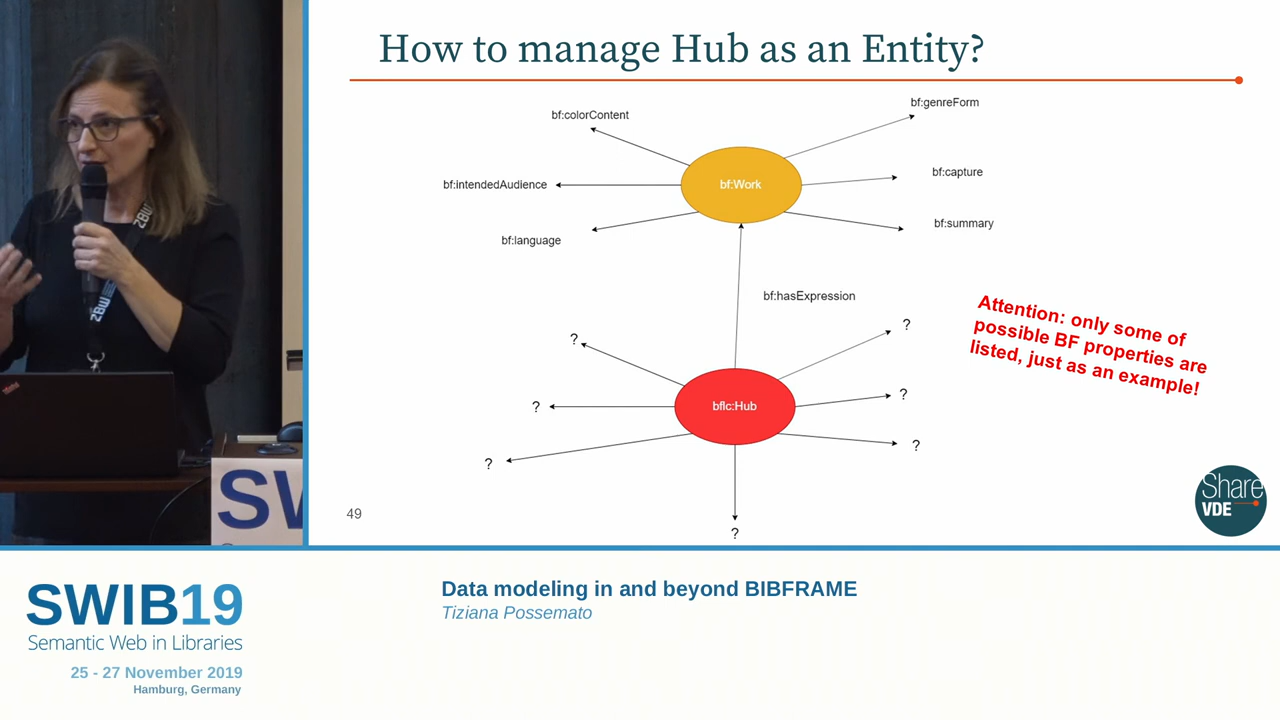 How to manage Hub as an Entity?
bf:colorContent
bf:genreForm
bf:intendedAudience
bf:Work
bf:capture
bf:language
bf:summary
bf:hasExpression
Attention: only some of
possible BF properties are
listed, just as an example!
?
?
?
bflc:Hub
?
?
?
?
49
Share
VDE
ZBW
ZBW
SW
SWIB19
Semantic Web in Libraries
25 - 27 November 2019
Hamburg, Germany
Data modeling in and beyond BIBFRAME
Tiziana Possemato